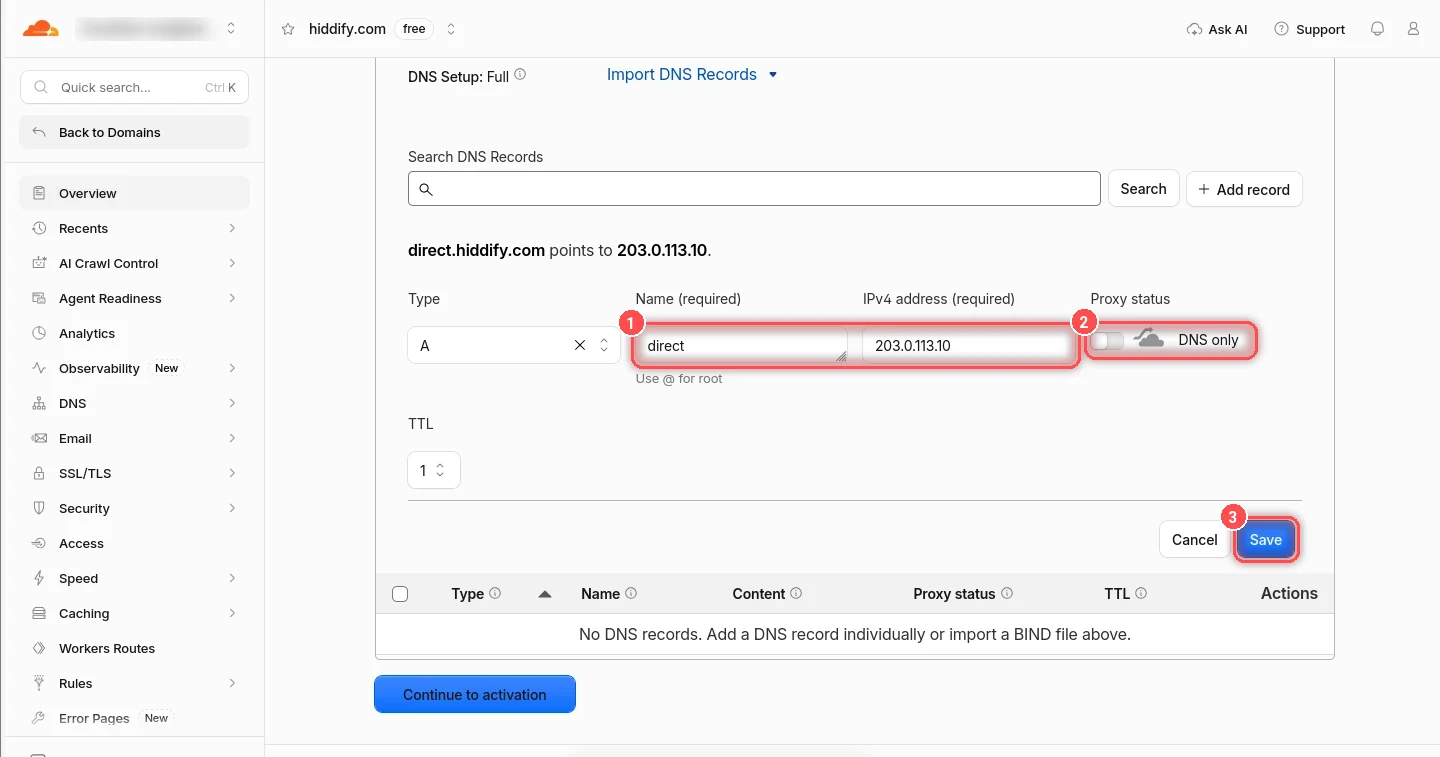 hiddify.com free
Ask AI
Support
Quick search... Ctrl K
Back to Domains
Overview
Recents
AI Crawl Control
Agent Readiness
Analytics
Observability New
DNS
Email
SSL/TLS
Security
Access
Speed
Caching
Workers Routes
Rules
Error Pages New
DNS Setup: Full
Import DNS Records
Search DNS Records
Search
+ Add record
direct.hiddify.com points to 203.0.113.10.
Type Name (required) IPv4 address (required) Proxy status
1 2
A direct 203.0.113.10 DNS only
Use @ for root
TTL
1
3
Cancel Save
Type Name Content Proxy status TTL Actions
No DNS records. Add a DNS record individually or import a BIND file above.
Continue to activation